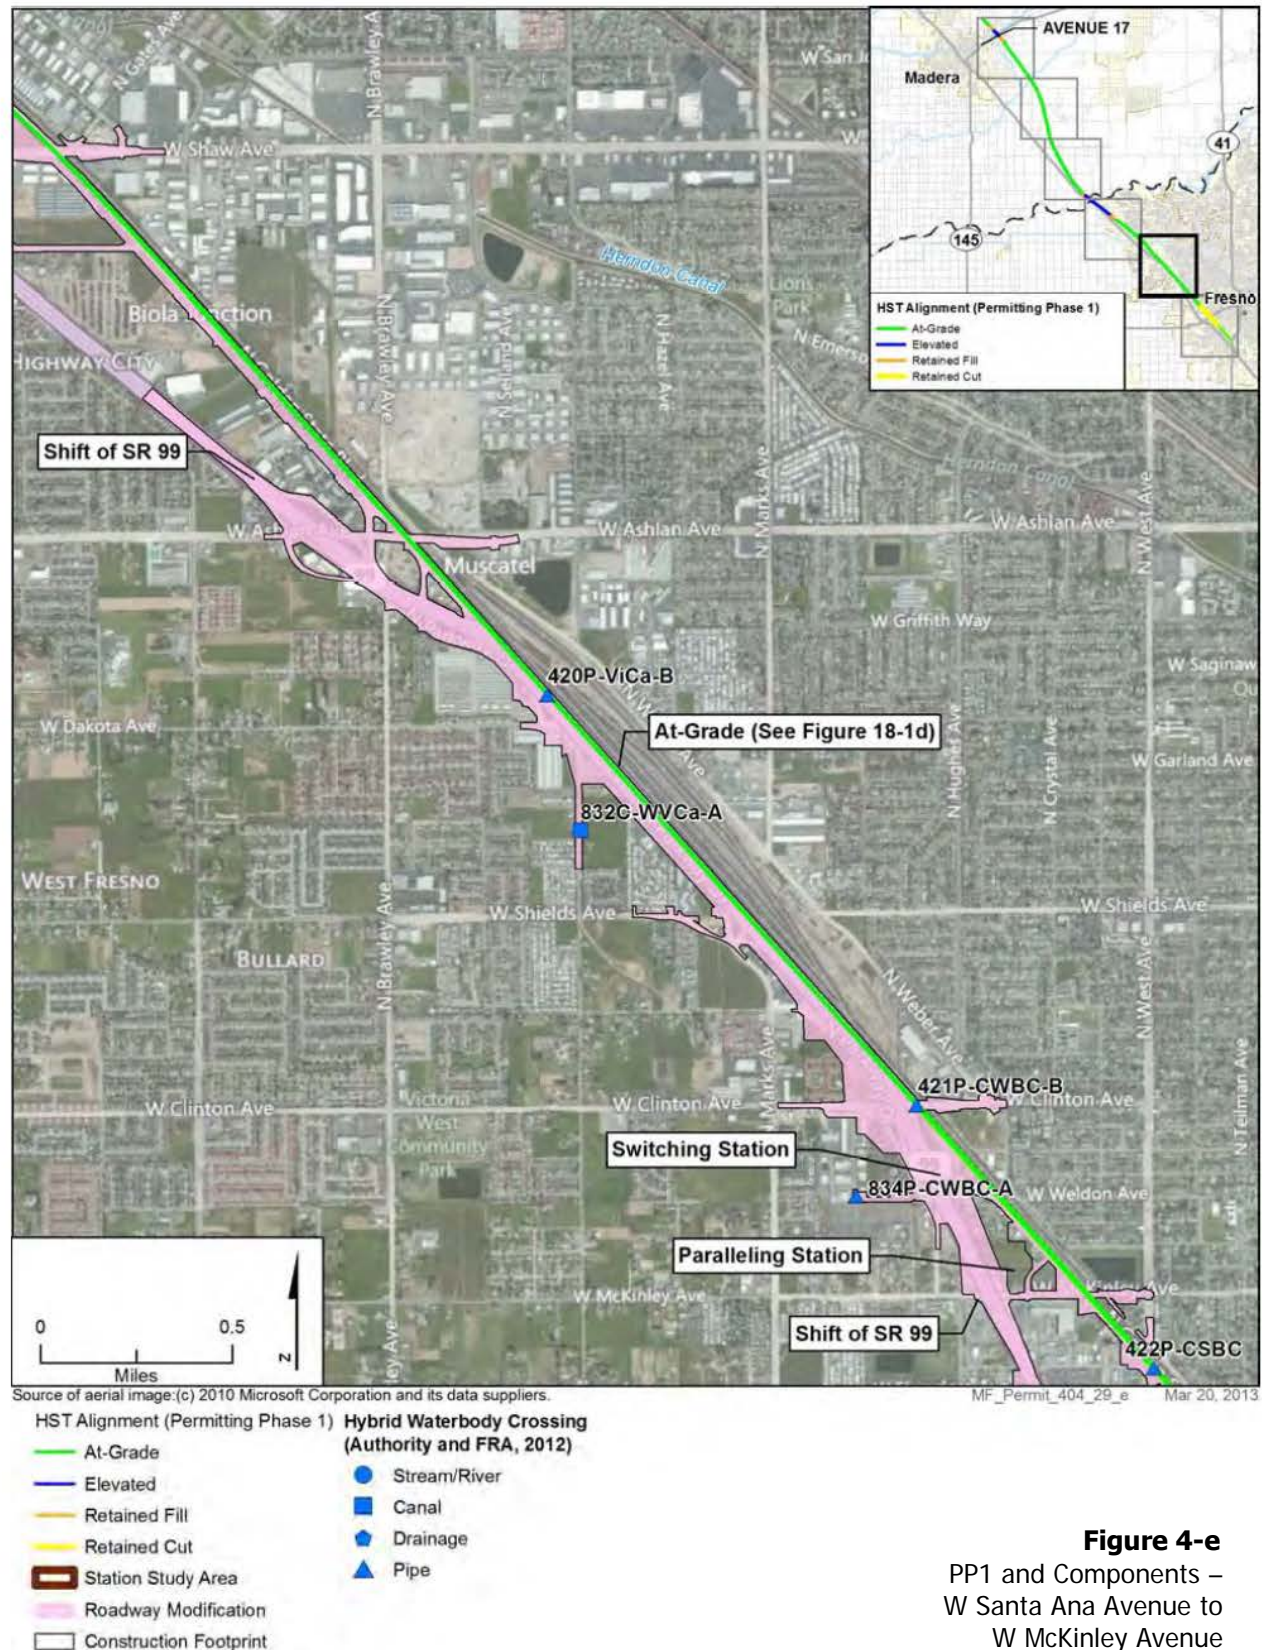 N Gates Ave
N Brawley A
W San Jo
W Shaw Ave
W
Herndon Canal
Lions
Park
N Emerso
Biola Junction
HIGHWAY CITY
N Brawley Ave
N Hazel Ave
Shift of SR 99
Herndon Canal
N Marks Ave
N West Ave
W Ashlan Ave
W Ashlan Ave
Muscatel
W Griffith Way
W Saginaw
420P-ViCa-B
W Dakota Ave
At-Grade (See Figure 18-1d)
N Hughes Ave
N Crystal Ave
W Garland Ave
832C-WVCa-A
WEST FRESNO
N Brawley Ave
W Shields Ave
W Shields Ave
BULLARD
N Weber Ave
N West Ave
N Marks Ave
N Teilman Ave
421P-CWBC-B
W Clinton Ave
Victoria
West
Community
Park
W Clinton Ave
W Clinton Ave
Switching Station
834P-CWBC-A
W Weldon Ave
Paralleling Station
W McKinley Ave
W McKinley Ave
Shift of SR 99
422P-CSBC
ley Ave
AVENUE 17
Madera
41
145
Fresno
HST Alignment (Permitting Phase 1)
At-Grade
Elevated
Retained Fill
Retained Cut
0 0.5
Miles
N
Source of aerial image:(c) 2010 Microsoft Corporation and its data suppliers.
MF_Permit_404_29_e Mar 20, 2013
HST Alignment (Permitting Phase 1)
At-Grade
Elevated
Retained Fill
Retained Cut
Station Study Area
Roadway Modification
Construction Footprint
Hybrid Waterbody Crossing
(Authority and FRA, 2012)
Stream/River
Canal
Drainage
Pipe
Figure 4-e
PP1 and Components –
W Santa Ana Avenue to
W McKinley Avenue